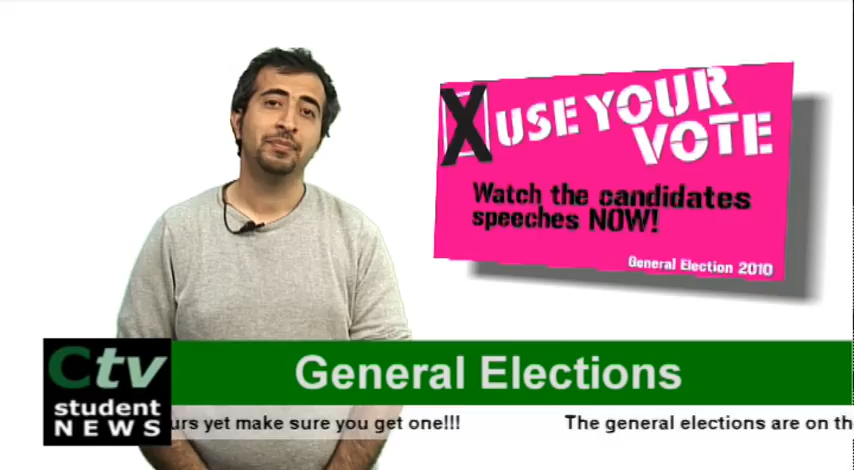 X USE YOUR
VOTE
Watch the candidates
speeches NOW!
General Election 2010
General Elections
Ctv
student
NEWS
urs yet make sure you get one!!! The general elections are on th